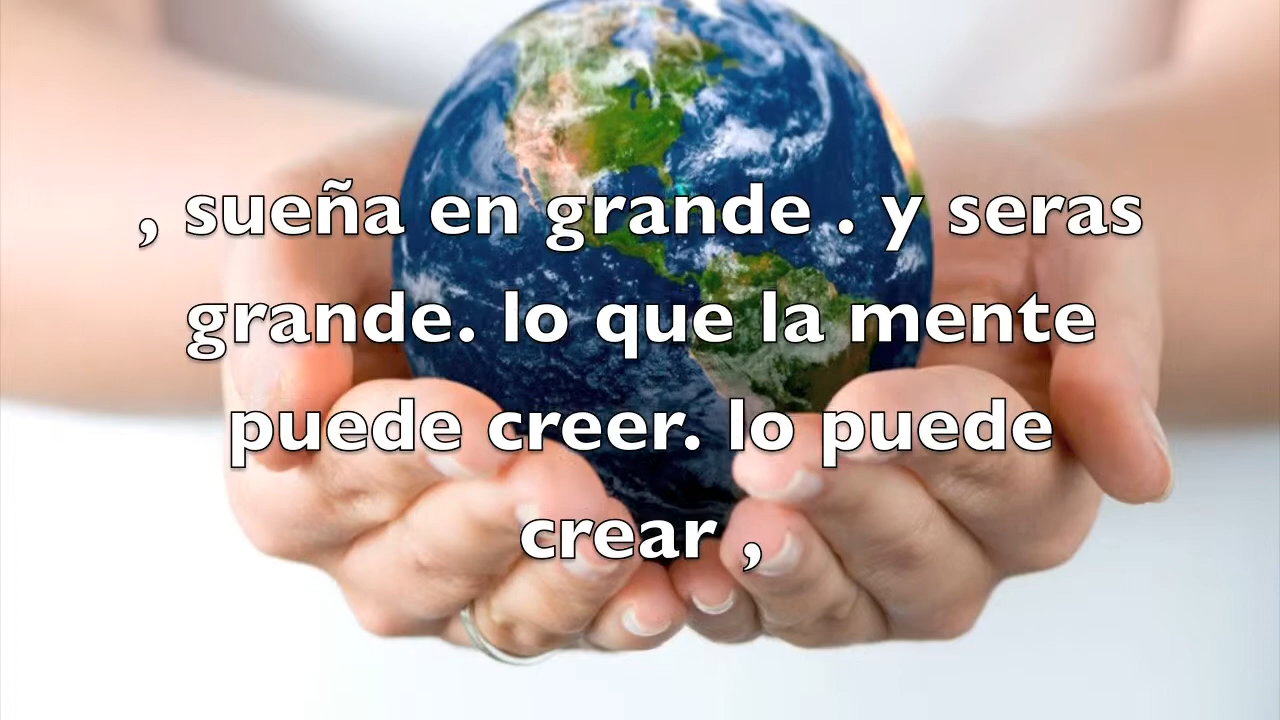 , sueña en grande . y seras
grande. lo que la mente
puede creer. lo puede
crear ,